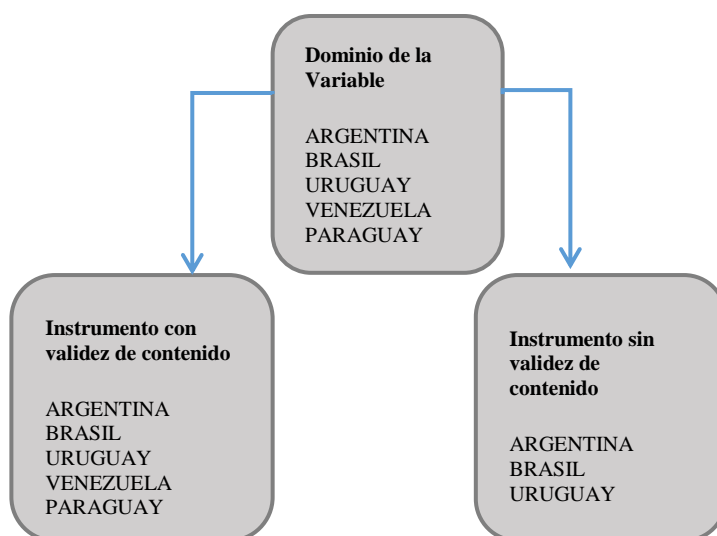 Dominio de la
Variable
ARGENTINA
BRASIL
URUGUAY
VENEZUELA
PARAGUAY
Instrumento con
validez de contenido
ARGENTINA
BRASIL
URUGUAY
VENEZUELA
PARAGUAY
Instrumento sin
validez de
contenido
ARGENTINA
BRASIL
URUGUAY